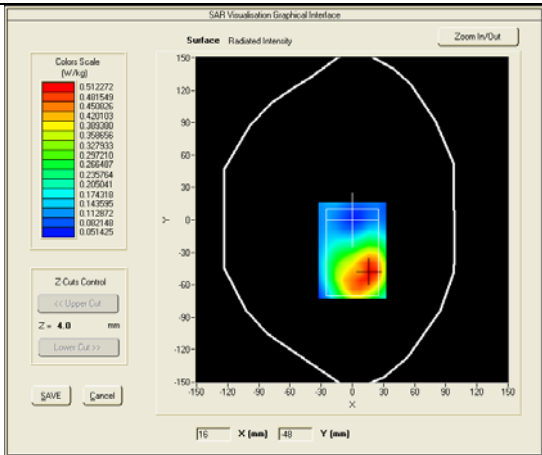 SAR Visualisation Graphical Interface
Surface Radiated Intensity
Zoom In/Out
Colors Scale
(W/kg)
0.512272
0.481549
0.450826
0.420103
0.389380
0.358656
0.327933
0.297210
0.266487
0.235764
0.205041
0.174318
0.143595
0.112872
0.082148
0.051425
Z Cuts Control
<< Upper Cut
Z = 4.0 mm
Lower Cut >>
SAVE Cancel
150-
120-
90-
60-
30-
0-
-30-
-60-
-90-
-120-
-150-
Y
-150 -120 -90 -60 -30 0 30 60 90 120 150
X
16 X (mm) -48 Y (mm)